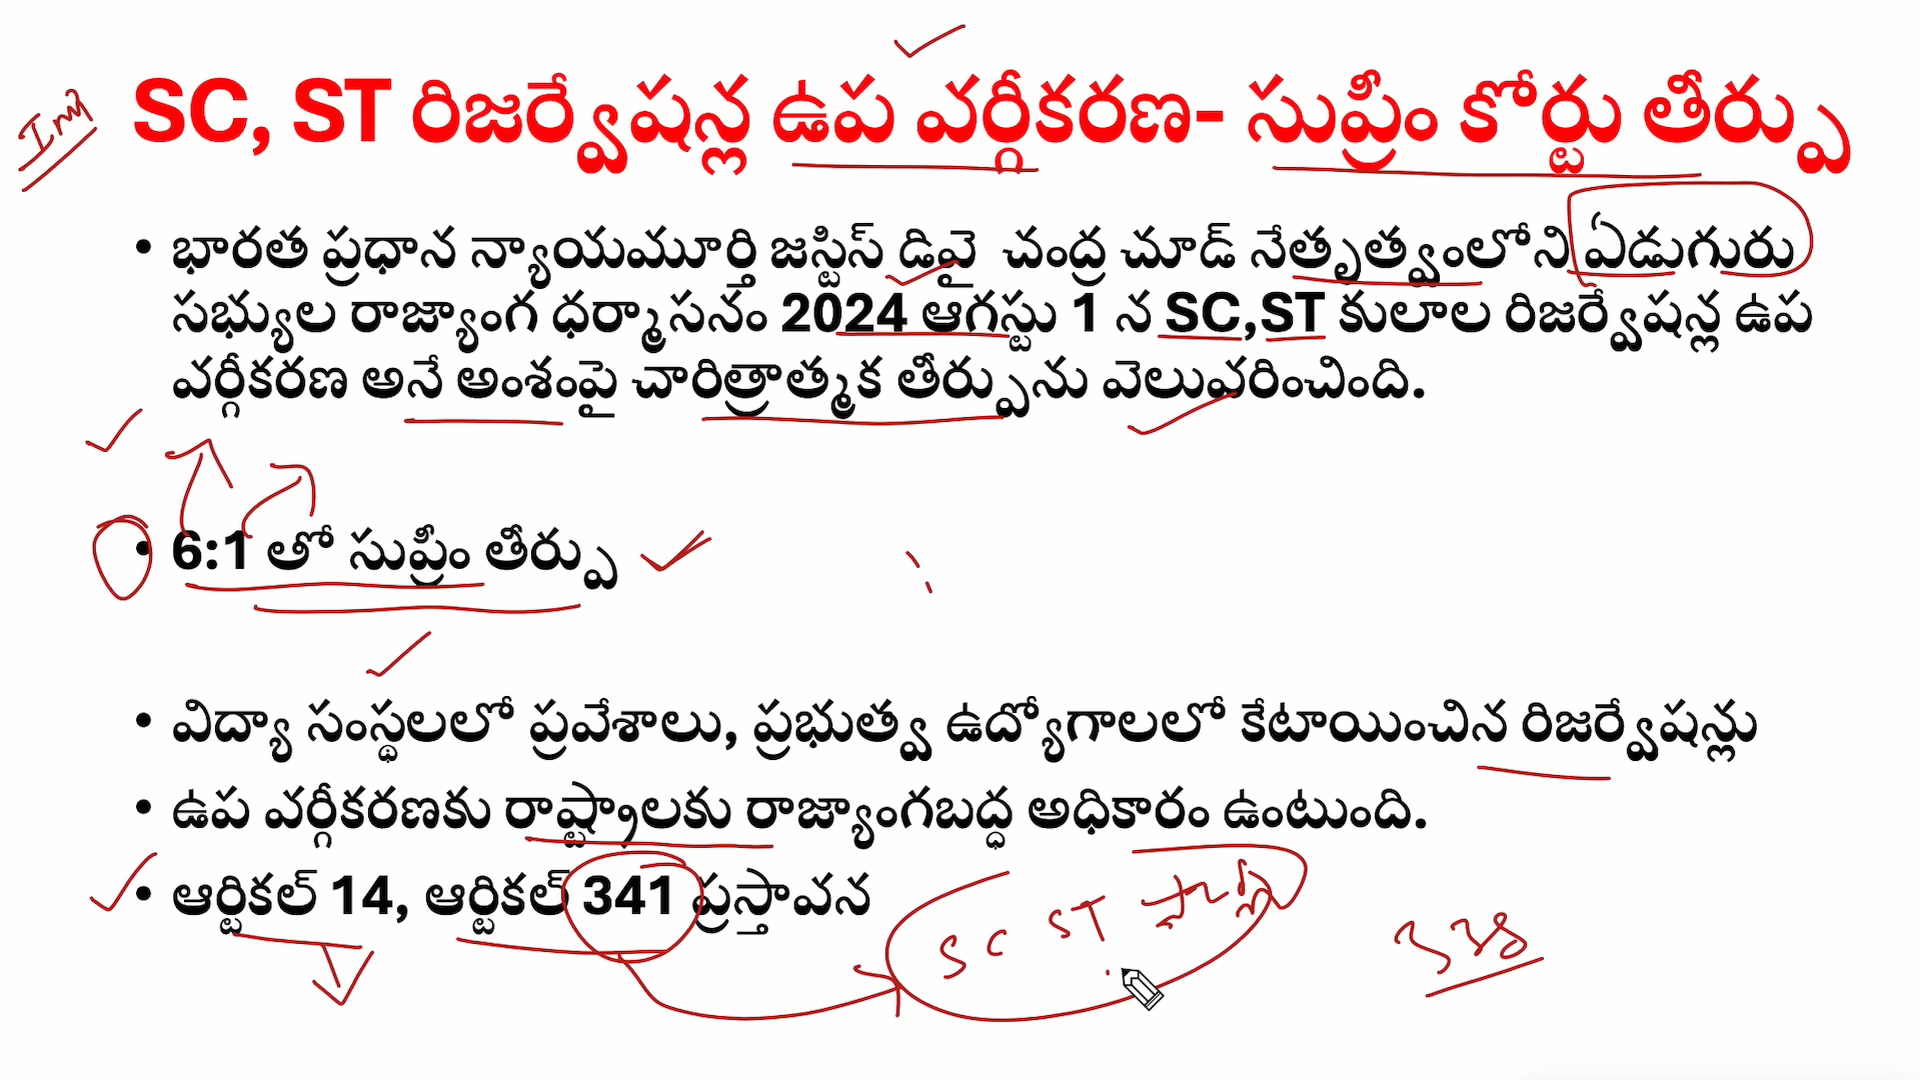 SC, ST రిజర్వేషన్ల ఉప వర్గీకరణ- సుప్రీం కోర్టు తీర్పు
Imp
• భారత ప్రధాన న్యాయమూర్తి జస్టిస్ డివై చంద్ర చూడ్ నేతృత్వంలోని ఏడుగురు
సభ్యుల రాజ్యాంగ ధర్మాసనం 2024 ఆగస్టు 1 న SC,ST కులాల రిజర్వేషన్ల ఉప
వర్గీకరణ అనే అంశంపై చారిత్రాత్మక తీర్పును వెలువరించింది.
• 6:1 తో సుప్రీం తీర్పు
• విద్యా సంస్థలలో ప్రవేశాలు, ప్రభుత్వ ఉద్యోగాలలో కేటాయించిన రిజర్వేషన్లు
• ఉప వర్గీకరణకు రాష్ట్రాలకు రాజ్యాంగబద్ధ అధికారం ఉంటుంది.
• ఆర్టికల్ 14, ఆర్టికల్ 341 ప్రస్తావన
SC ST
338